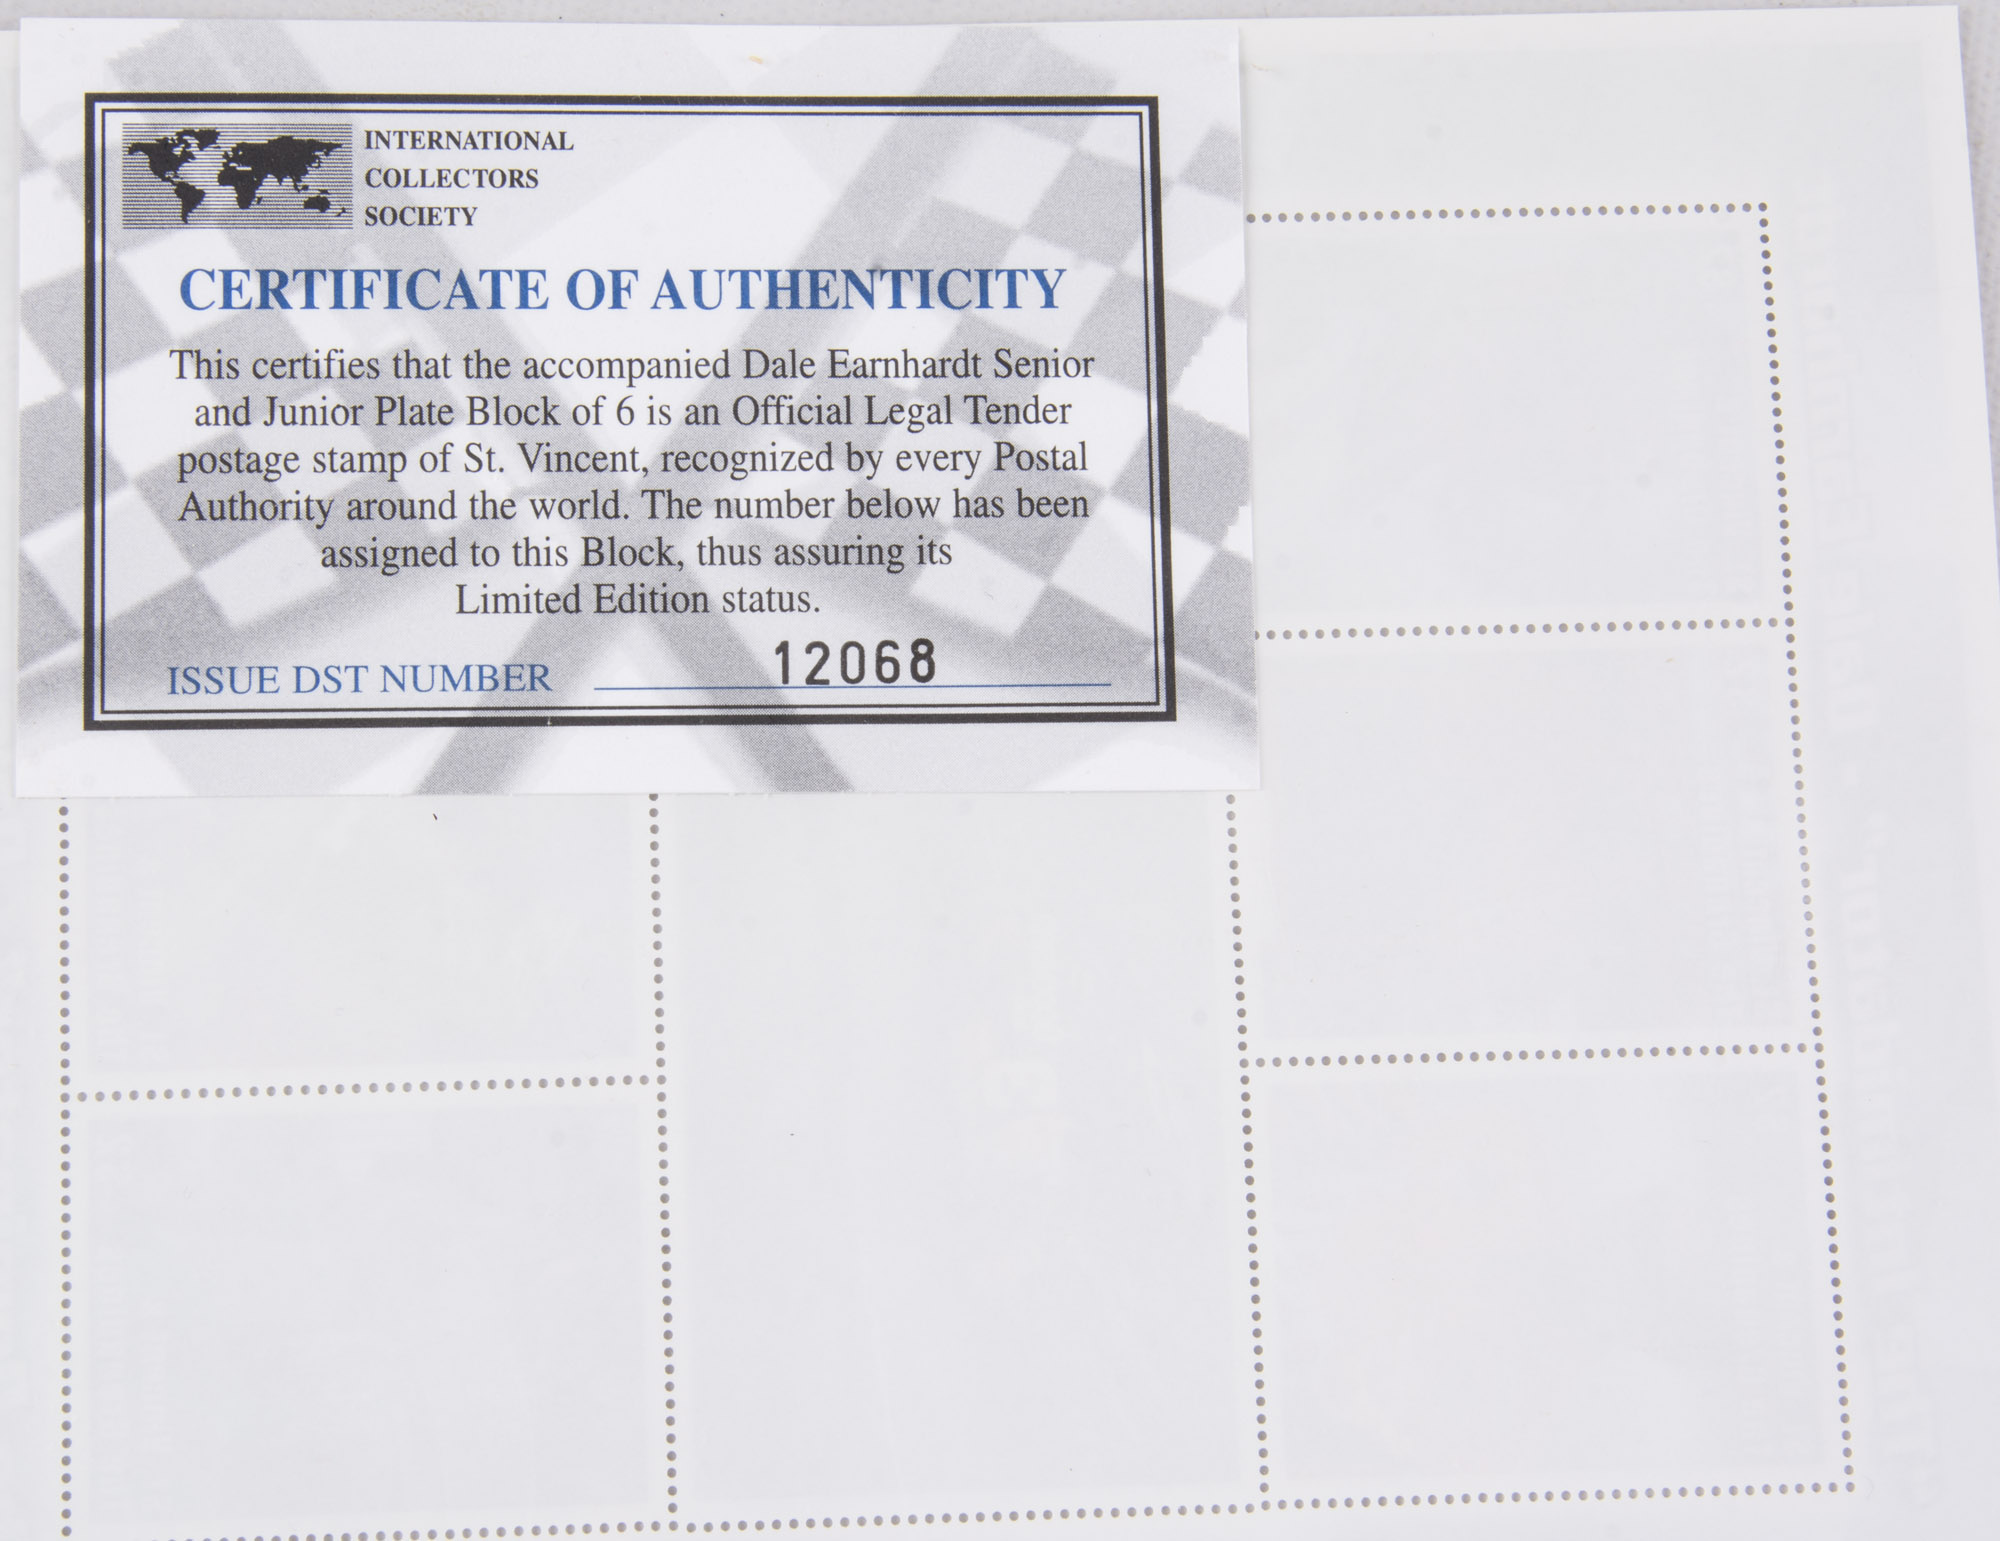 INTERNATIONAL
COLLECTORS
SOCIETY
CERTIFICATE OF AUTHENTICITY
This certifies that the accompanied Dale Earnhardt Senior
and Junior Plate Block of 6 is an Official Legal Tender
postage stamp of St. Vincent, recognized by every Postal
Authority around the world. The number below has been
assigned to this Block, thus assuring its
Limited Edition status.
ISSUE DST NUMBER 12068